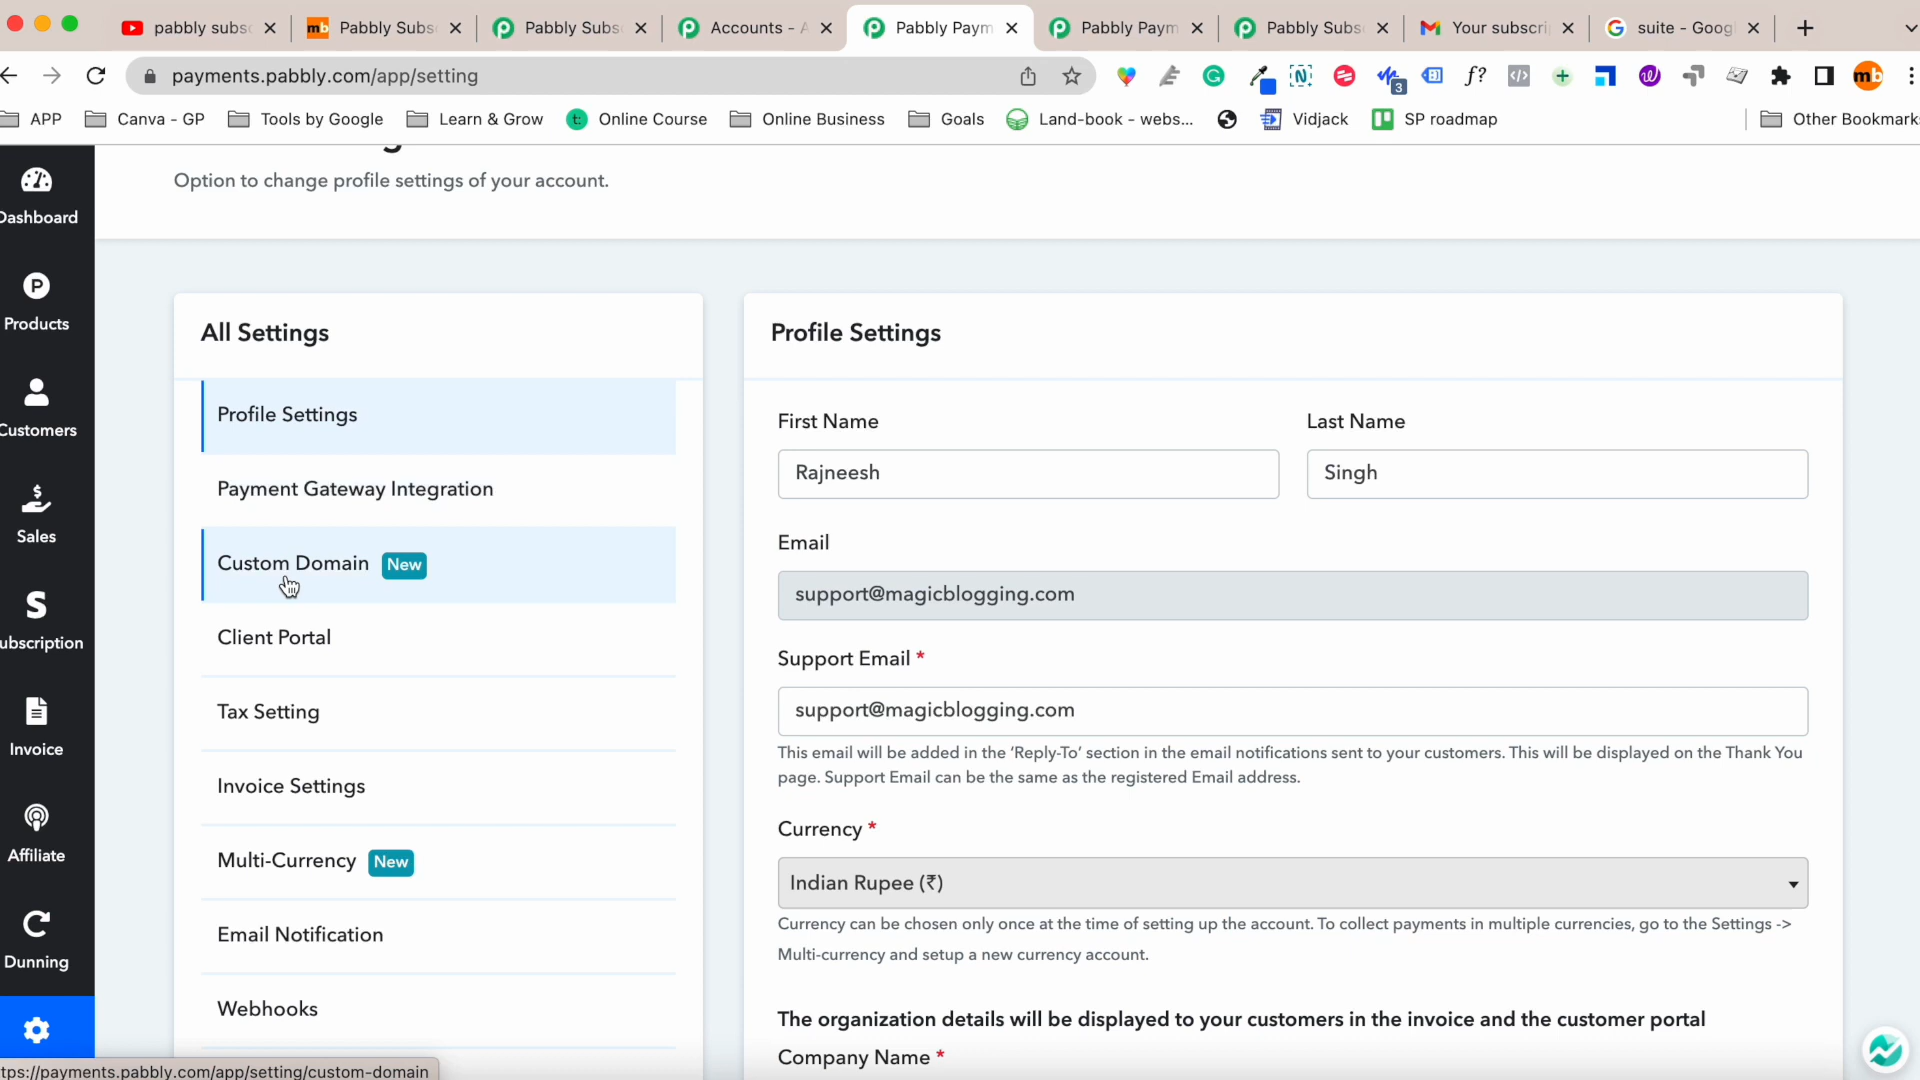 pabbly subs
Pabbly Subs
Pabbly Subs
Accounts - A
Pabbly Paym
Pabbly Paym
Pabbly Subs
Your subscri
suite - Goog
payments.pabbly.com/app/setting
3
APP
Canva - GP
Tools by Google
Learn & Grow
Online Course
Online Business
Goals
Land-book - webs...
Vidjack
SP roadmap
Other Bookmark
Option to change profile settings of your account.
Dashboard
Products
Customers
Sales
ubscription
Invoice
Affiliate
Dunning
All Settings
Profile Settings
Payment Gateway Integration
Custom Domain New
Client Portal
Tax Setting
Invoice Settings
Multi-Currency New
Email Notification
Webhooks
Profile Settings
First Name
Last Name
Rajneesh
Singh
Email
support@magicblogging.com
Support Email *
support@magicblogging.com
This email will be added in the ‘Reply-To’ section in the email notifications sent to your customers. This will be displayed on the Thank You
page. Support Email can be the same as the registered Email address.
Currency *
Indian Rupee (₹)
Currency can be chosen only once at the time of setting up the account. To collect payments in multiple currencies, go to the Settings ->
Multi-currency and setup a new currency account.
The organization details will be displayed to your customers in the invoice and the customer portal
Company Name *
tps://payments.pabbly.com/app/setting/custom-domain